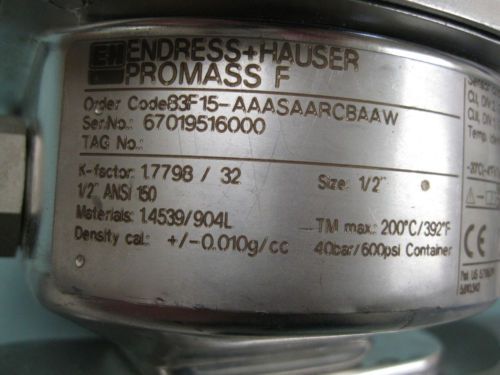 E+H ENDRESS+HAUSER
PROMASS F
Order Code83F15-AAASAARCBAAW
Ser.No.: 67019516000
TAG No.:
K-factor: 1.7798 / 32
Size: 1/2"
1/2" ANSI 150
Materials: 1.4539/904L
TM max.: 200°C/392°F
Density cal.: +/-0.010g/cc
40bar/600psi Container
CE